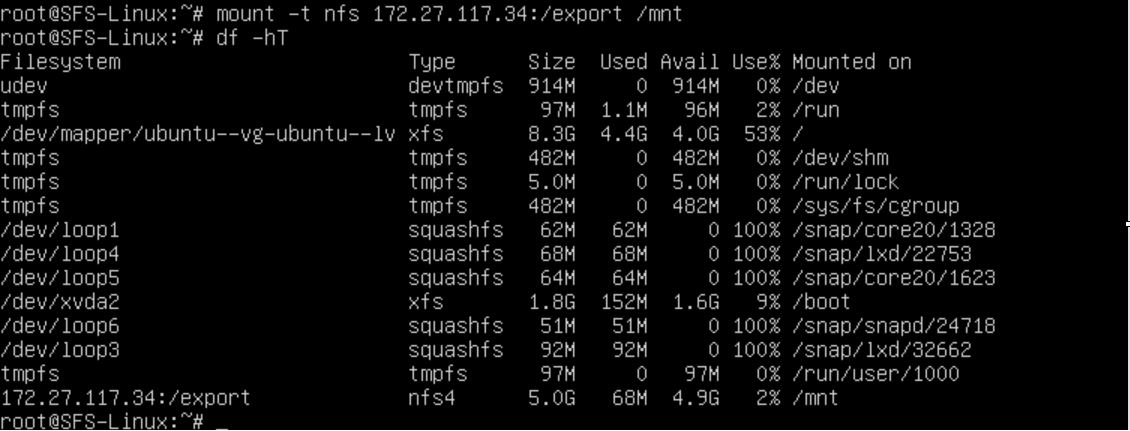 root@SFS-Linux:~# mount -t nfs 172.27.117.34:/export /mnt
root@SFS-Linux:~# df -hT
Filesystem                        Type      Size  Used Avail Use% Mounted on
udev                              devtmpfs  914M     0  914M   0% /dev
tmpfs                             tmpfs      97M  1.1M   96M   2% /run
/dev/mapper/ubuntu--vg-ubuntu--lv xfs       8.3G  4.4G  4.0G  53% /
tmpfs                             tmpfs     482M     0  482M   0% /dev/shm
tmpfs                             tmpfs     5.0M     0  5.0M   0% /run/lock
tmpfs                             tmpfs     482M     0  482M   0% /sys/fs/cgroup
/dev/loop1                        squashfs   62M   62M     0 100% /snap/core20/1328
/dev/loop4                        squashfs   68M   68M     0 100% /snap/lxd/22753
/dev/loop5                        squashfs   64M   64M     0 100% /snap/core20/1623
/dev/xvda2                        xfs       1.8G  152M  1.6G   9% /boot
/dev/loop6                        squashfs   51M   51M     0 100% /snap/snapd/24718
/dev/loop3                        squashfs   92M   92M     0 100% /snap/lxd/32662
tmpfs                             tmpfs      97M     0   97M   0% /run/user/1000
172.27.117.34:/export             nfs4      5.0G   68M  4.9G   2% /mnt
root@SFS-Linux:~# _